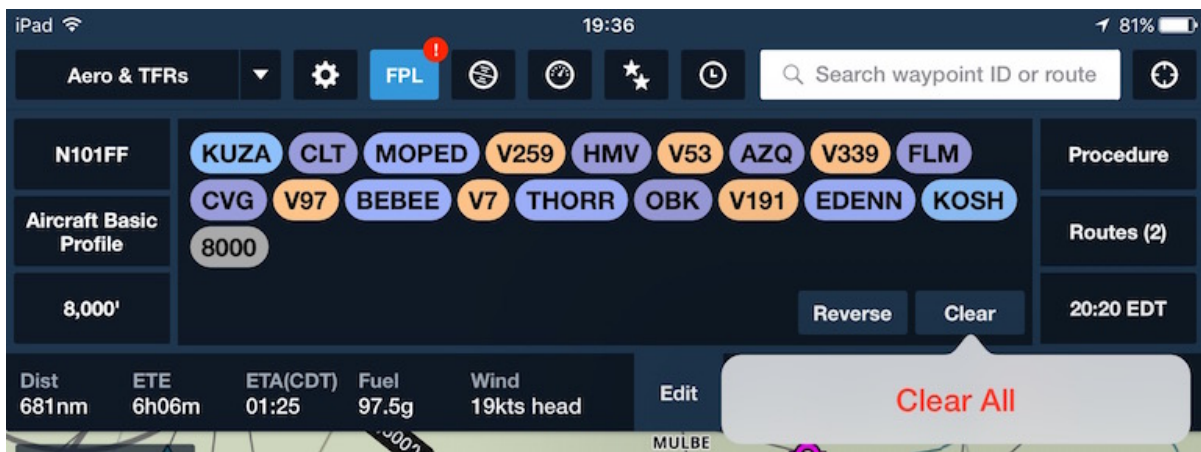 iPad 19:36 81%
Aero & TFRs FPL ! Search waypoint ID or route
N101FF KUZA CLT MOPED V259 HMV V53 AZQ V339 FLM Procedure
CVG V97 BEBEE V7 THORR OBK V191 EDENN KOSH
Aircraft Basic
Profile 8000 Routes (2)
8,000' Reverse Clear 20:20 EDT
Dist ETE ETA(CDT) Fuel Wind
681nm 6h06m 01:25 97.5g 19kts head Edit Clear All
MULBE